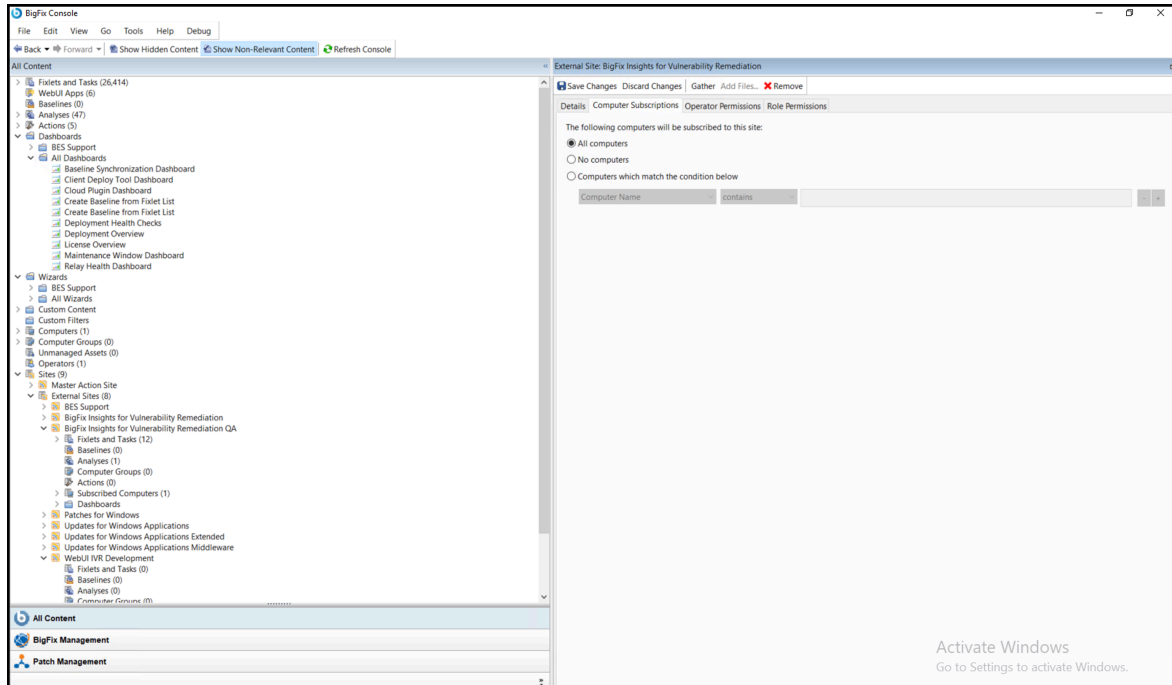 BigFix Console
File Edit View Go Tools Help Debug
Back Forward Show Hidden Content Show Non-Relevant Content Refresh Console
All Content
Fixlets and Tasks (26,414)
WebUI Apps (6)
Baselines (0)
Analyses (47)
Actions (5)
Dashboards
BES Support
All Dashboards
Baseline Synchronization Dashboard
Client Deploy Tool Dashboard
Cloud Plugin Dashboard
Create Baseline from Fixlet List
Create Baseline from Fixlet List
Deployment Health Checks
Deployment Overview
License Overview
Maintenance Window Dashboard
Relay Health Dashboard
Wizards
BES Support
All Wizards
Custom Content
Custom Filters
Computers (1)
Computer Groups (0)
Unmanaged Assets (0)
Operators (1)
Sites (9)
Master Action Site
External Sites (8)
BES Support
BigFix Insights for Vulnerability Remediation
BigFix Insights for Vulnerability Remediation QA
Fixlets and Tasks (12)
Baselines (0)
Analyses (1)
Computer Groups (0)
Actions (0)
Subscribed Computers (1)
Dashboards
Patches for Windows
Updates for Windows Applications
Updates for Windows Applications Extended
Updates for Windows Applications Middleware
WebUI IVR Development
Fixlets and Tasks (0)
Baselines (0)
Analyses (0)
Computer Groups (0)
All Content
BigFix Management
Patch Management
External Site: BigFix Insights for Vulnerability Remediation
Save Changes Discard Changes Gather Add Files... Remove
Details Computer Subscriptions Operator Permissions Role Permissions
The following computers will be subscribed to this site:
All computers
No computers
Computers which match the condition below
Computer Name contains
Activate Windows
Go to Settings to activate Windows.